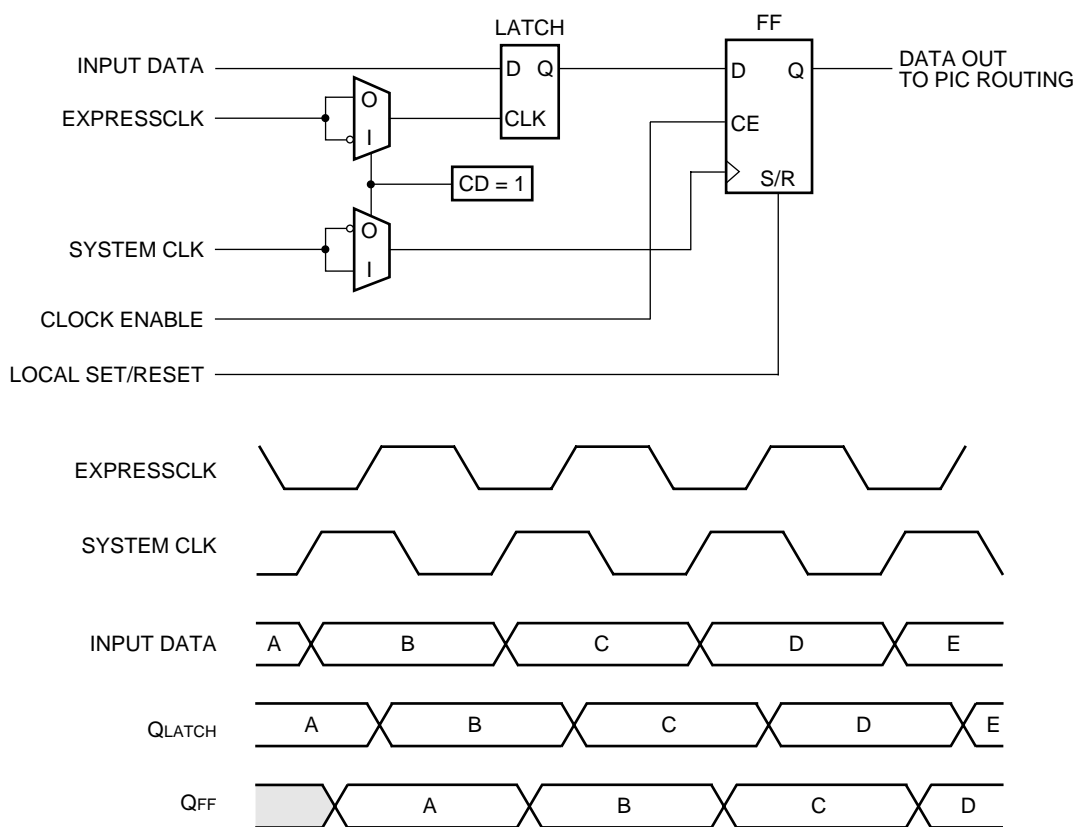 LATCH
FF
INPUT DATA
D Q
D Q
DATA OUT
TO PIC ROUTING
O
EXPRESSCLK
CLK
CE
I
CD = 1
S/R
O
SYSTEM CLK
I
CLOCK ENABLE
LOCAL SET/RESET
EXPRESSCLK
SYSTEM CLK
INPUT DATA A B C D E
QLATCH A B C D E
QFF A B C D